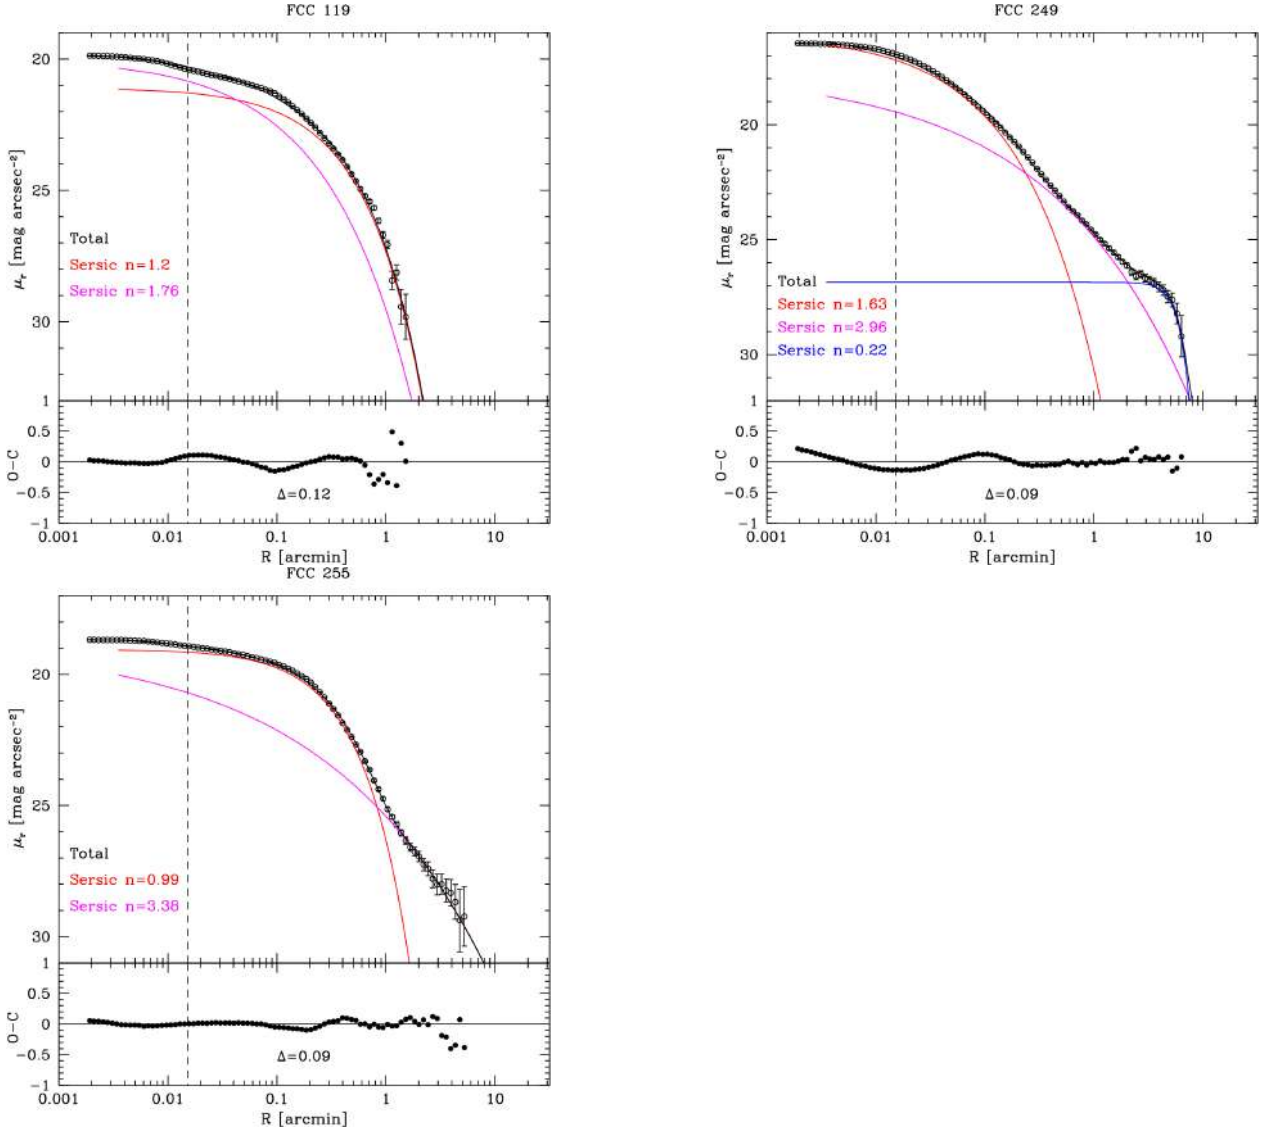 FCC 119
20
25
30
μr [mag arcsec−2]
Total
Sersic n=1.2
Sersic n=1.76
1
0.5
0
−0.5
−1
O−C
Δ=0.12
0.001 0.01 0.1 1 10
R [arcmin]
FCC 249
20
25
30
μr [mag arcsec−2]
Total
Sersic n=1.63
Sersic n=2.96
Sersic n=0.22
1
0.5
0
−0.5
−1
O−C
Δ=0.09
0.001 0.01 0.1 1 10
R [arcmin]
FCC 255
20
25
30
μr [mag arcsec−2]
Total
Sersic n=0.99
Sersic n=3.38
1
0.5
0
−0.5
−1
O−C
Δ=0.09
0.001 0.01 0.1 1 10
R [arcmin]